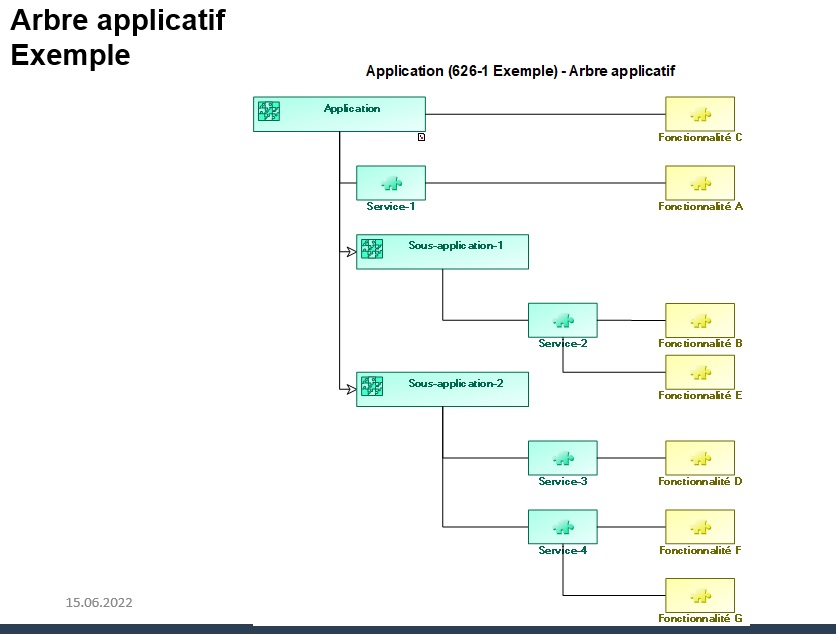 Arbre applicatif
Exemple
Application (626-1 Exemple) - Arbre applicatif
Application
Fonctionnalité C
Service-1
Fonctionnalité A
Sous-application-1
Service-2
Fonctionnalité B
Fonctionnalité E
Sous-application-2
Service-3
Fonctionnalité D
Service-4
Fonctionnalité F
Fonctionnalité G
15.06.2022